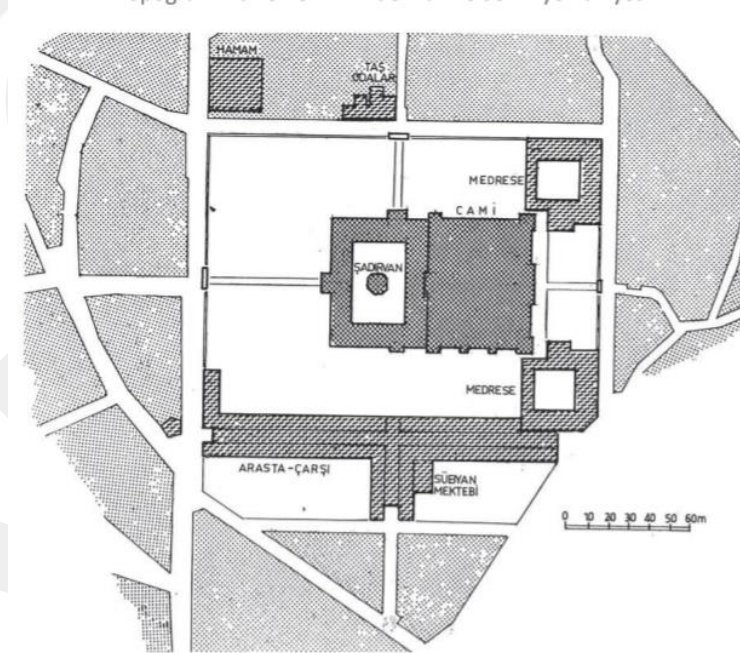 HAMAM
TAŞ
ODALAR
MEDRESE
CAMİ
ŞADIRVAN
MEDRESE
ARASTA-ÇARŞI
SÜBYAN
MEKTEBİ
0 10 20 30 40 50 60m